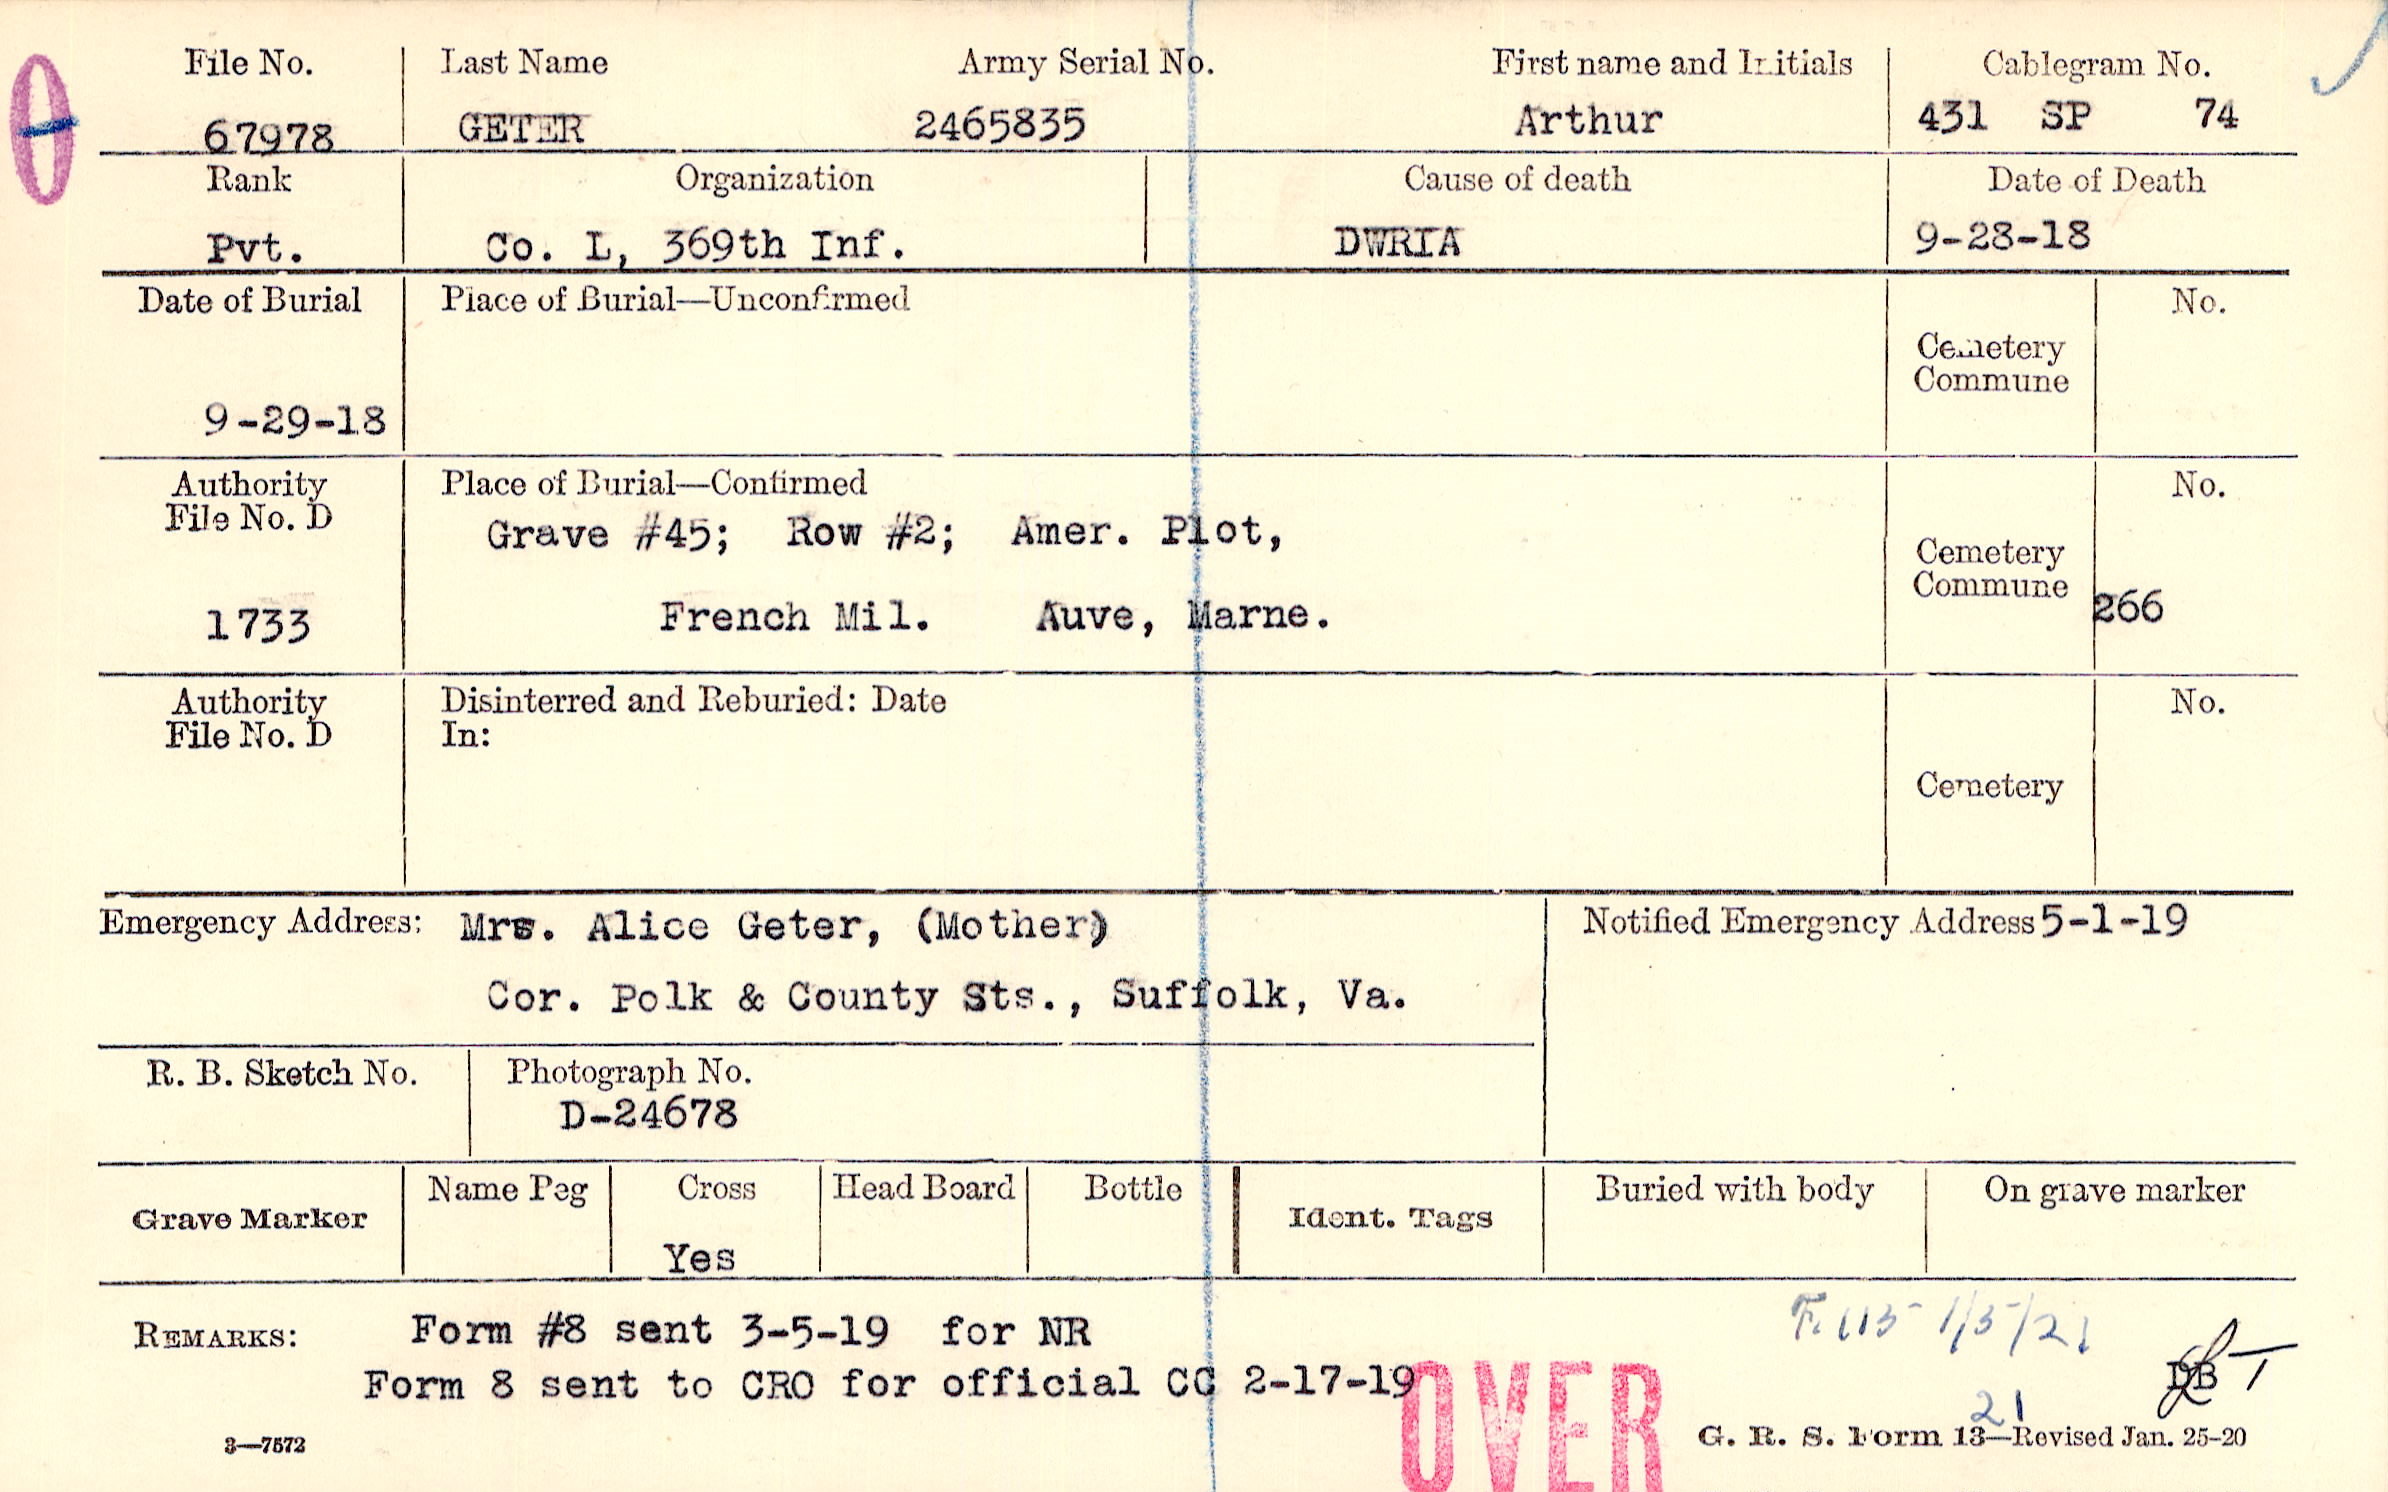 File No. Last Name Army Serial No. First name and Initials Cablegram No.
67978 GETER 2465835 Arthur 431 SP 74
Rank Organization Cause of death Date of Death
Pvt. Co. L, 369th Inf. DWRIA 9-28-18
Date of Burial Place of Burial—Unconfirmed No.
Cemetery
Commune
9-29-18
Authority Place of Burial—Confirmed No.
File No. D
Grave #45; Row #2; Amer. Plot,
Cemetery
Commune
1733 French Mil. Auve, Marne. 266
Authority Disinterred and Reburied: Date No.
File No. D In:
Cemetery
Emergency Address: Mrs. Alice Geter, (Mother) Notified Emergency Address 5-1-19
Cor. Polk & County Sts., Suffolk, Va.
R. B. Sketch No. Photograph No.
D-24678
Name Peg Cross Head Board Bottle Buried with body On grave marker
Grave Marker Ident. Tags
Yes
REMARKS: Form #8 sent 3-5-19 for NR
F. 115 1/5/21
Form 8 sent to CRO for official CC 2-17-19
DB
OVER
21
3—7572 G. R. S. Form 13—Revised Jan. 25-20